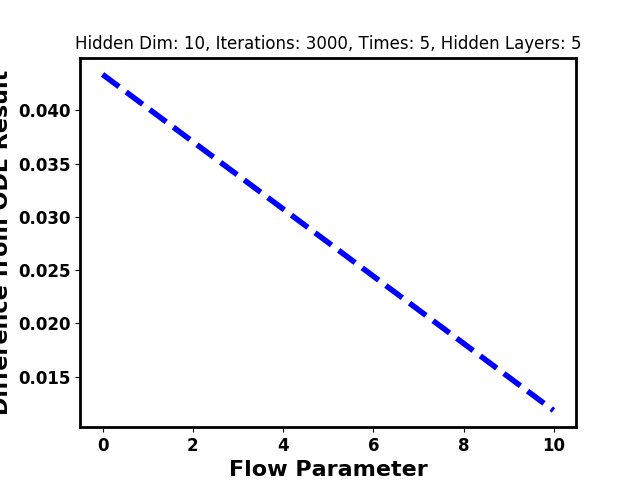 Hidden Dim: 10, Iterations: 3000, Times: 5, Hidden Layers: 5
Difference from ODE Result
0.040
0.035
0.030
0.025
0.020
0.015
0 2 4 6 8 10
Flow Parameter